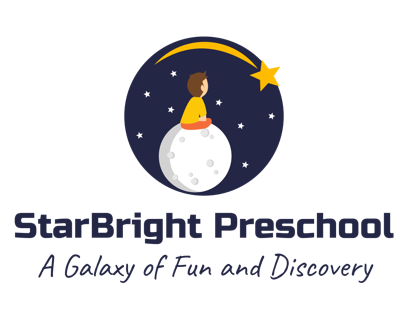 StarBright Preschool
A Galaxy of Fun and Discovery